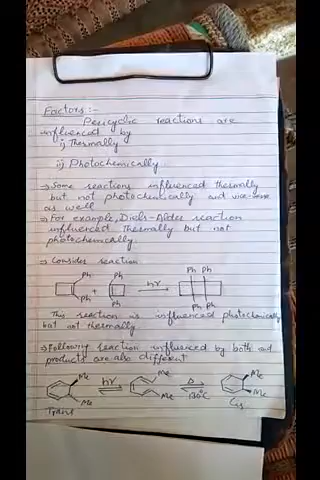 Factors :-
Pericyclic reactions are
influenced by
i) Thermally
ii) Photochemically
→ Some reactions influenced thermally
but not photochemically and vice-versa
as well
→ For example, Diels-Alder reaction
influenced thermally but not
photochemically.
→ Consider reaction
Ph Ph Ph Ph
+ hν
Ph Ph Ph Ph
This reaction is influenced photochemically
but not thermally.
→ Following reaction influenced by both and
products are also different
Me hν Me Δ Me
Me Me 130°C Me
Trans Cis